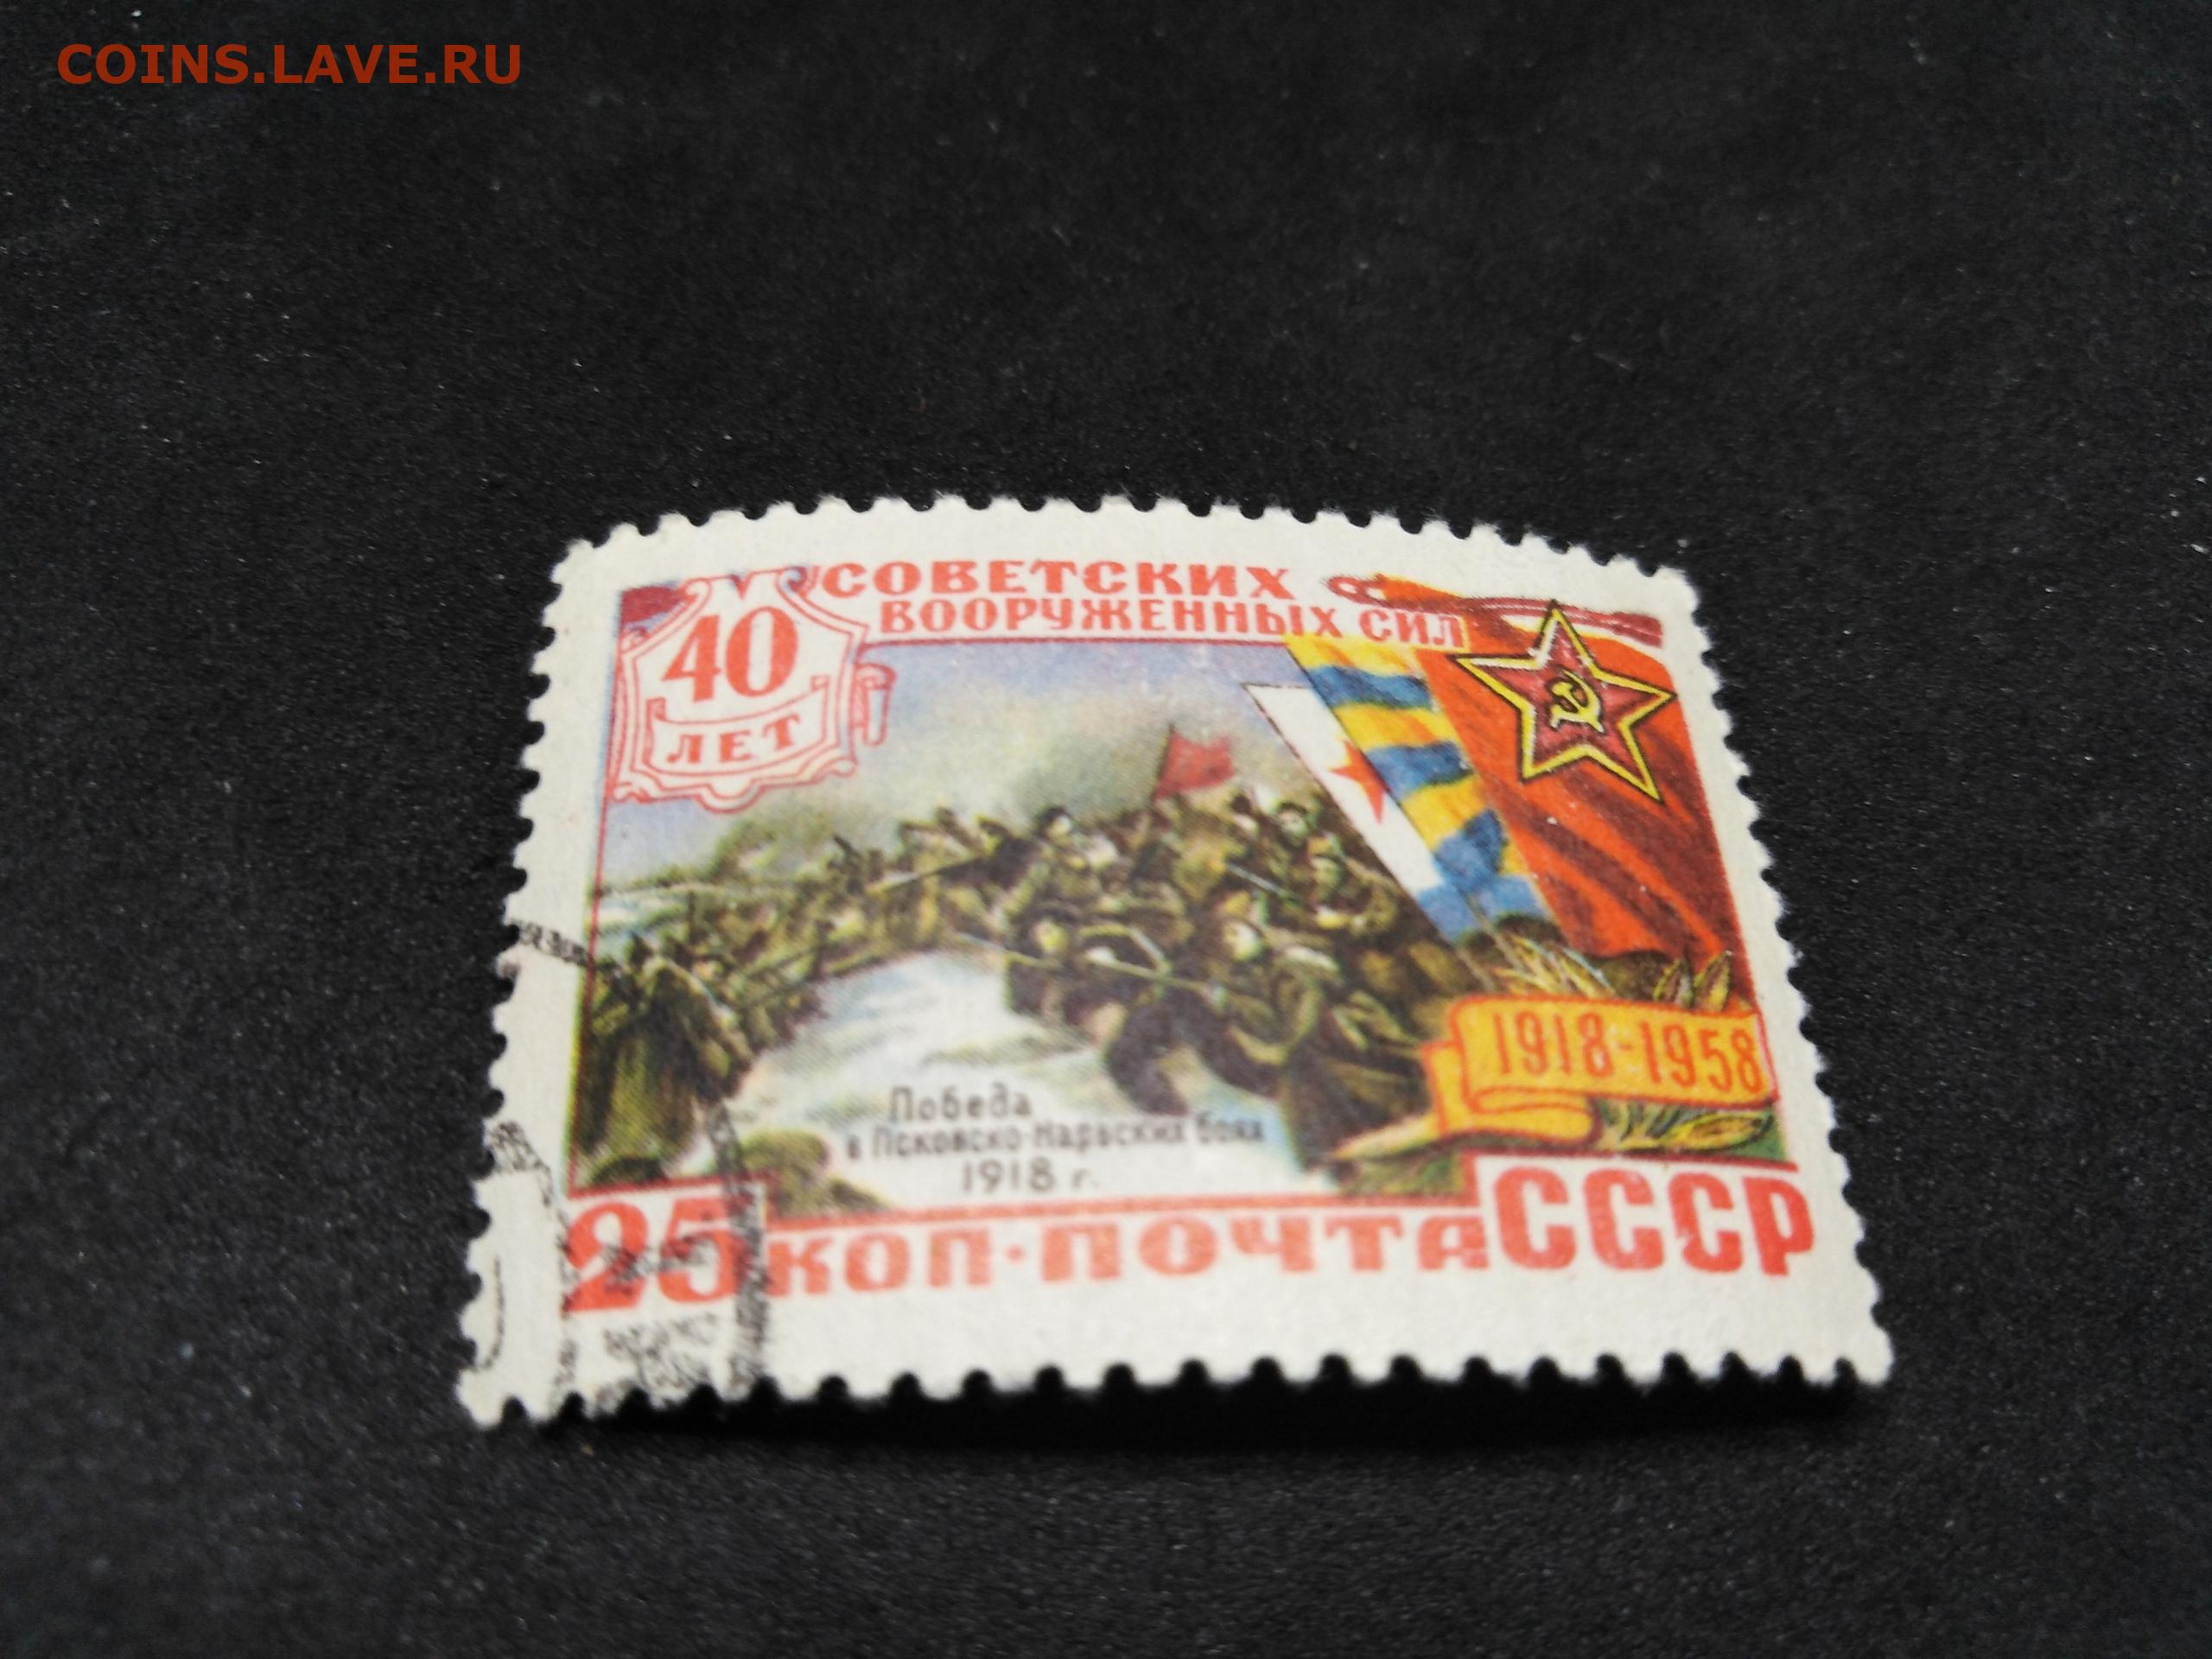 COINS.LAVE.RU
40
ЛЕТ
СОВЕТСКИХ
ВООРУЖЕННЫХ СИЛ
1918-1958
Победа
в Псковско-Нарвских боях
1918 г.
25 КОП·ПОЧТА СССР